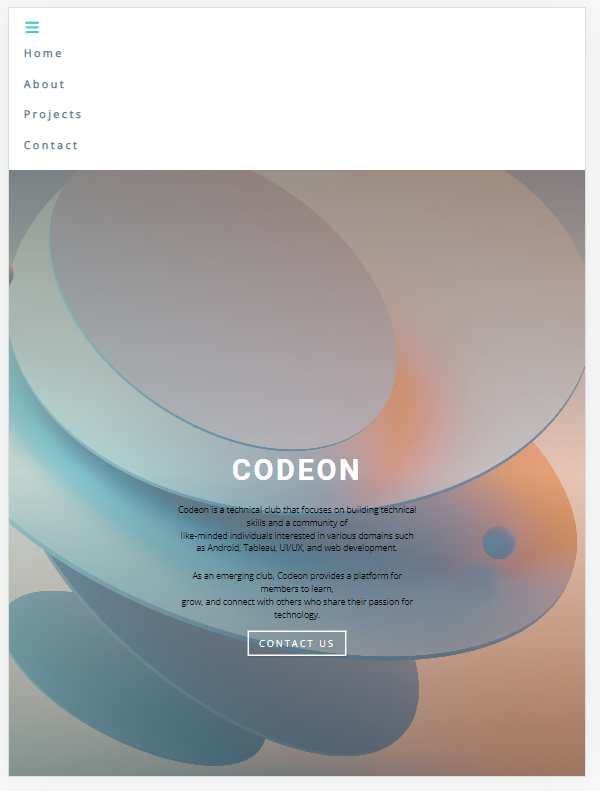 Home
About
Projects
Contact
CODEON
Codeon is a technical club that focuses on building technical
skills and a community of
like-minded individuals interested in various domains such
as Android, Tableau, UI/UX, and web development.
As an emerging club, Codeon provides a platform for
members to learn,
grow, and connect with others who share their passion for
technology.
CONTACT US